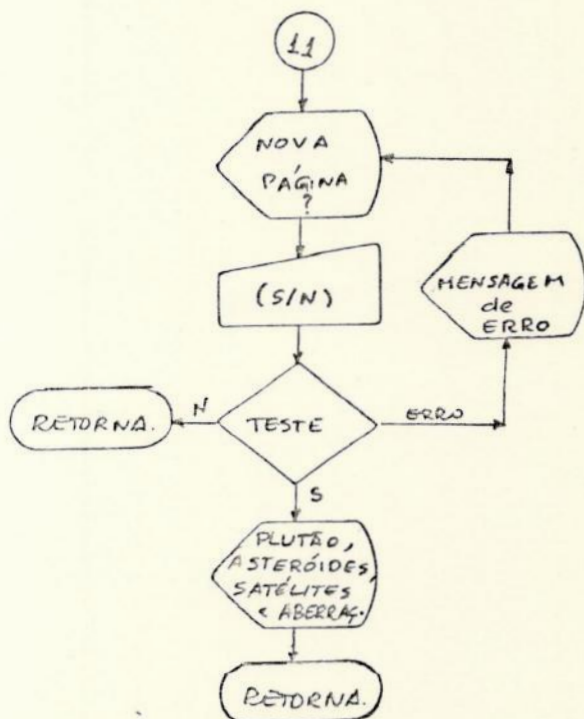 11
NOVA
PÁGINA
?
(S/N)
MENSAGEM
de
ERRO
TESTE
N
RETORNA.
ERRO
S
PLUTÃO,
ASTERÓIDES,
SATÉLITES
e ABERRAÇ.
RETORNA.